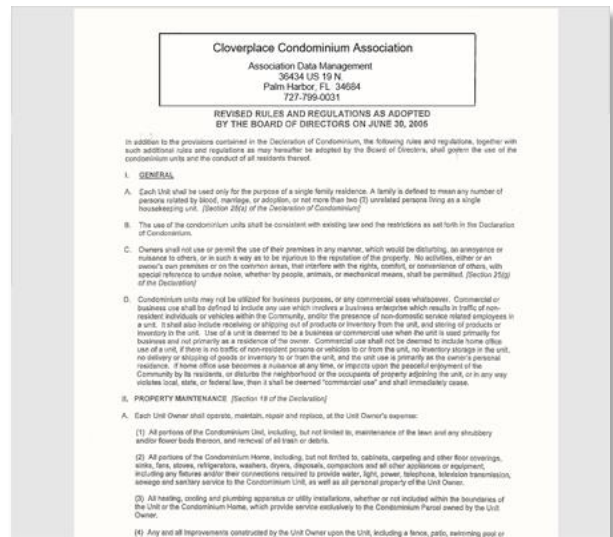 Cloverplace Condominium Association
Association Data Management
36434 US 19 N.
Palm Harbor, FL 34684
727-799-0031
REVISED RULES AND REGULATIONS AS ADOPTED
BY THE BOARD OF DIRECTORS ON JUNE 30, 2005
In addition to the provisions contained in the Declaration of Condominium, the following rules and regulations, together with
such additional rules and regulations as may hereafter be adopted by the Board of Directors, shall govern the use of the
condominium units and the conduct of all residents thereof.
I. GENERAL
A. Each Unit shall be used only for the purpose of a single family residence. A family is defined to mean any number of
persons related by blood, marriage, or adoption, or not more than two (2) unrelated persons living as a single
housekeeping unit. [Section 25(a) of the Declaration of Condominium]
B. The use of the condominium units shall be consistent with existing law and the restrictions as set forth in the Declaration
of Condominium.
C. Owners shall not use or permit the use of their premises in any manner, which would be disturbing, an annoyance or
nuisance to others, or in such a way as to be injurious to the reputation of the property. No activities, either or an
owner's own premises or on the common areas, that interfere with the rights, comfort, or convenience of others, with
special reference to undue noise, whether by people, animals, or mechanical means, shall be permitted. [Section 25(g)
of the Declaration]
D. Condominium units may not be utilized for business purposes, or any commercial uses whatsoever. Commercial or
business use shall be defined to include any use which involves a business enterprise which results in traffic of non-
resident individuals or vehicles within the Community, and/or the presence of non-domestic service related employees in
a unit. It shall also include receiving or shipping out of products or inventory from the unit, and storing of products or
inventory in the unit. Use of a unit is deemed to be a business or commercial use when the unit is used primarily for
business and not primarily as a residence of the owner. Commercial use shall not be deemed to include home office
use of a unit, if there is no traffic of non-resident persons or vehicles to or from the unit, no inventory storage in the unit,
no delivery or shipping of goods or inventory to or from the unit, and the unit use is primarily as the owner's personal
residence. If home office use becomes a nuisance at any time, or impacts upon the peaceful enjoyment of the
Community by its residents, or disturbs the neighborhood or the occupants of property adjoining the unit, or in any way
violates local, state, or federal law, then it shall be deemed "commercial use" and shall immediately cease.
II. PROPERTY MAINTENANCE [Section 19 of the Declaration]
A. Each Unit Owner shall operate, maintain, repair and replace, at the Unit Owner's expense:
(1) All portions of the Condominium Unit, including, but not limited to, maintenance of the lawn and any shrubbery
and/or flower beds thereon, and removal of all trash or debris.
(2) All portions of the Condominium Home, including, but not limited to, cabinets, carpeting and other floor coverings,
sinks, fans, stoves, refrigerators, washers, dryers, disposals, compactors and all other appliances or equipment,
including any fixtures and/or their connections required to provide water, light, power, telephone, television transmission,
sewage and sanitary service to the Condominium Unit, as well as all personal property of the Unit Owner.
(3) All heating, cooling and plumbing apparatus or utility installations, whether or not included within the boundaries of
the Unit or the Condominium Home, which provide service exclusively to the Condominium Parcel owned by the Unit
Owner.
(4) Any and all Improvements constructed by the Unit Owner upon the Unit, including a fence, patio, swimming pool or